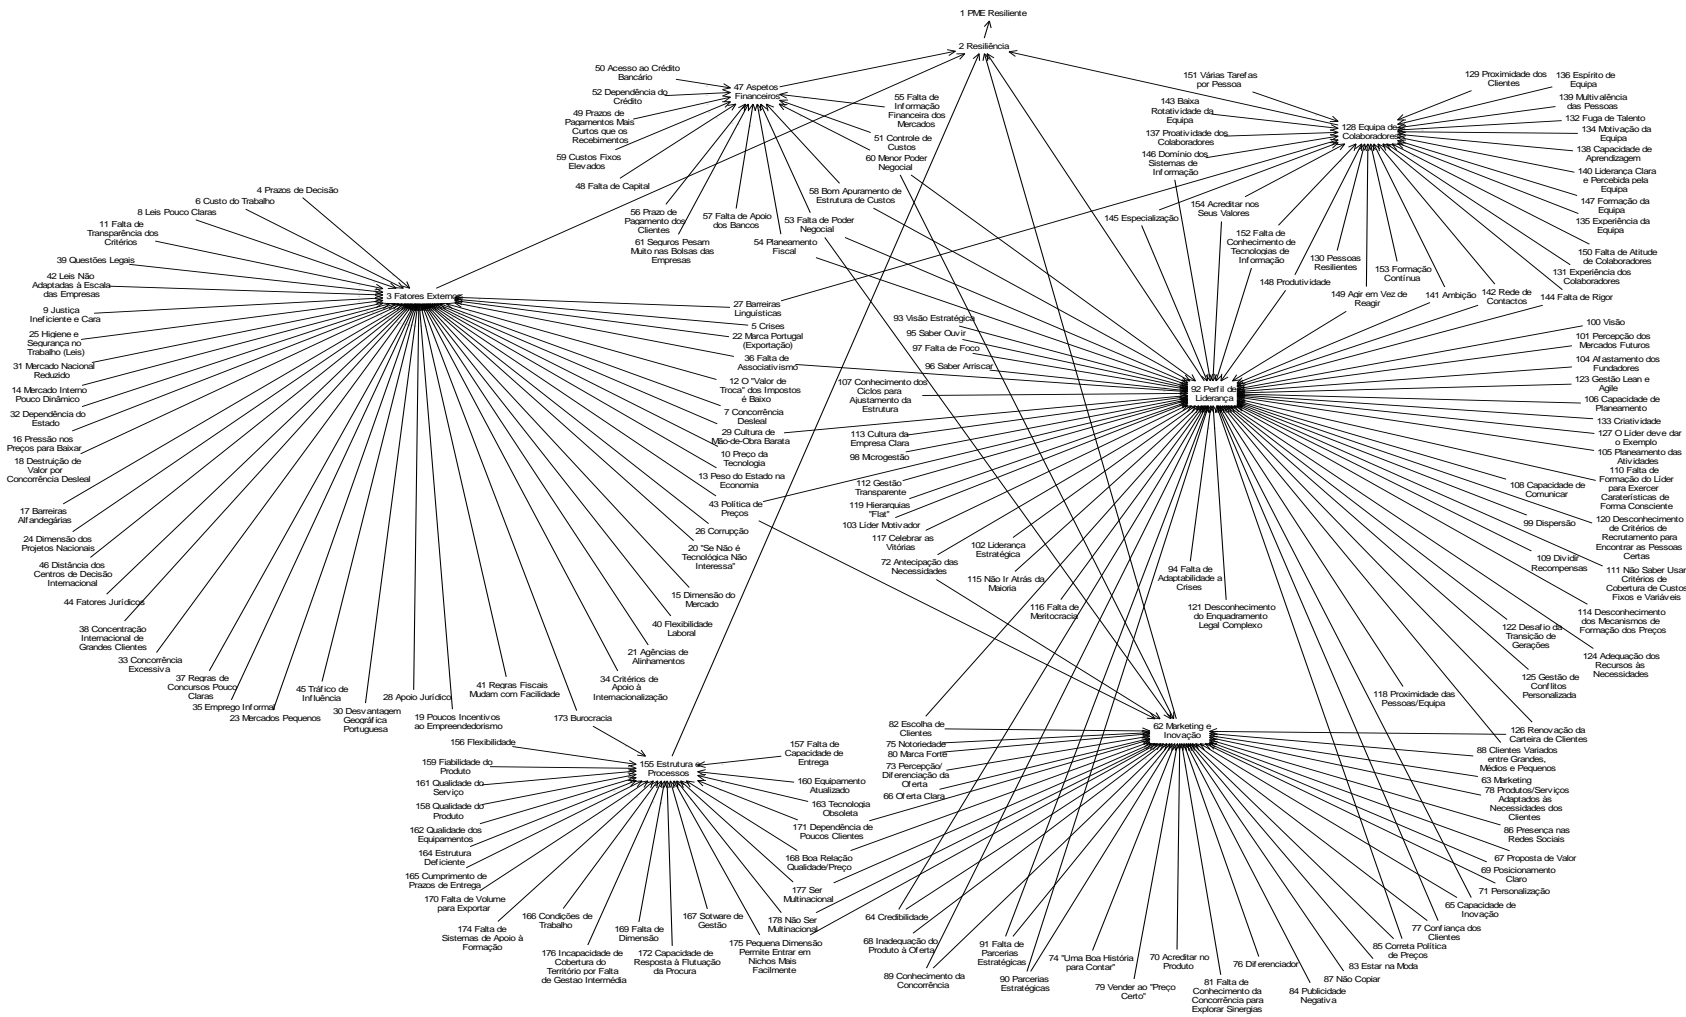 1 PME Resiliente
2 Resiliência
50 Acesso ao Crédito
Bancário
52 Dependência do
Crédito
49 Prazos de
Pagamentos Mais
Curtos que os
Recebimentos
59 Custos Fixos
Elevados
48 Falta de Capital
47 Aspetos
Financeiros
55 Falta de
Informação
Financeira dos
Mercados
51 Controle de
Custos
60 Menor Poder
Negocial
58 Bom Apuramento de
Estrutura de Custos
53 Falta de Poder
Negocial
54 Planeamento
Fiscal
56 Prazo de
Pagamento dos
Clientes
57 Falta de Apoio
dos Bancos
61 Seguros Pesam
Muito nas Bolsas das
Empresas
151 Várias Tarefas
por Pessoa
143 Baixa
Rotatividade da
Equipa
137 Proatividade dos
Colaboradores
146 Domínio dos
Sistemas de
Informação
145 Especialização
154 Acreditar nos
Seus Valores
152 Falta de
Conhecimento de
Tecnologias de
Informação
148 Produtividade
130 Pessoas
Resilientes
149 Agir em Vez de
Reagir
153 Formação
Contínua
141 Ambição
142 Rede de
Contactos
144 Falta de Rigor
128 Equipa de
Colaboradores
129 Proximidade dos
Clientes
136 Espírito de
Equipa
139 Multivalência
das Pessoas
132 Fuga de Talento
134 Motivação da
Equipa
138 Capacidade de
Aprendizagem
140 Liderança Clara
e Percebida pela
Equipa
147 Formação da
Equipa
135 Experiência da
Equipa
150 Falta de Atitude
de Colaboradores
131 Experiência dos
Colaboradores
4 Prazos de Decisão
6 Custo do Trabalho
8 Leis Pouco Claras
11 Falta de
Transparência dos
Critérios
39 Questões Legais
42 Leis Não
Adaptadas à Escala
das Empresas
9 Justiça
Ineficiente e Cara
25 Higiene e
Segurança no
Trabalho (Leis)
31 Mercado Nacional
Reduzido
14 Mercado Interno
Pouco Dinâmico
32 Dependência do
Estado
16 Pressão nos
Preços para Baixar
18 Destruição de
Valor por
Concorrência Desleal
17 Barreiras
Alfandegárias
24 Dimensão dos
Projetos Nacionais
46 Distância dos
Centros de Decisão
Internacional
44 Fatores Jurídicos
38 Concentração
Internacional de
Grandes Clientes
33 Concorrência
Excessiva
37 Regras de
Concursos Pouco
Claras
35 Emprego Informal
23 Mercados Pequenos
45 Tráfico de
Influência
30 Desvantagem
Geográfica
Portuguesa
28 Apoio Jurídico
19 Poucos Incentivos
ao Empreendedorismo
41 Regras Fiscais
Mudam com Facilidade
173 Burocracia
34 Critérios de
Apoio à
Internacionalização
21 Agências de
Alinhamentos
40 Flexibilidade
Laboral
15 Dimensão do
Mercado
20 "Se Não é
Tecnológica Não
Interessa"
26 Corrupção
43 Política de
Preços
13 Peso do Estado na
Economia
10 Preço da
Tecnologia
29 Cultura de
Mão-de-Obra Barata
7 Concorrência
Desleal
12 O "Valor de
Troca" dos Impostos
é Baixo
36 Falta de
Associativismo
22 Marca Portugal
(Exportação)
5 Crises
27 Barreiras
Linguísticas
3 Fatores Externos
93 Visão Estratégica
95 Saber Ouvir
97 Falta de Foco
96 Saber Arriscar
107 Conhecimento dos
Ciclos para
Ajustamento da
Estrutura
113 Cultura da
Empresa Clara
98 Microgestão
112 Gestão
Transparente
119 Hierarquias
"Flat"
103 Líder Motivador
117 Celebrar as
Vitórias
72 Antecipação das
Necessidades
102 Liderança
Estratégica
115 Não Ir Atrás da
Maioria
116 Falta de
Meritocracia
94 Falta de
Adaptabilidade a
Crises
121 Desconhecimento
do Enquadramento
Legal Complexo
92 Perfil de
Liderança
100 Visão
101 Percepção dos
Mercados Futuros
104 Afastamento dos
Fundadores
123 Gestão Lean e
Agile
106 Capacidade de
Planeamento
133 Criatividade
127 O Líder deve dar
o Exemplo
105 Planeamento das
Atividades
110 Falta de
Formação do Líder
para Exercer
Caraterísticas de
Forma Consciente
108 Capacidade de
Comunicar
99 Dispersão
120 Desconhecimento
de Critérios de
Recrutamento para
Encontrar as Pessoas
Certas
109 Dividir
Recompensas
111 Não Saber Usar
Critérios de
Cobertura de Custos
Fixos e Variáveis
114 Desconhecimento
dos Mecanismos de
Formação dos Preços
122 Desafio da
Transição de
Gerações
124 Adequação dos
Recursos às
Necessidades
125 Gestão de
Conflitos
Personalizada
118 Proximidade das
Pessoas/Equipa
126 Renovação da
Carteira de Clientes
88 Clientes Variados
entre Grandes,
Médios e Pequenos
63 Marketing
78 Produtos/Serviços
Adaptados às
Necessidades dos
Clientes
86 Presença nas
Redes Sociais
67 Proposta de Valor
69 Posicionamento
Claro
71 Personalização
65 Capacidade de
Inovação
77 Confiança dos
Clientes
85 Correta Política
de Preços
83 Estar na Moda
87 Não Copiar
84 Publicidade
Negativa
76 Diferenciador
81 Falta de
Conhecimento da
Concorrência para
Explorar Sinergias
70 Acreditar no
Produto
79 Vender ao "Preço
Certo"
74 "Uma Boa História
para Contar"
90 Parcerias
Estratégicas
91 Falta de
Parcerias
Estratégicas
89 Conhecimento da
Concorrência
68 Inadequação do
Produto à Oferta
64 Credibilidade
62 Marketing e
Inovação
82 Escolha de
Clientes
75 Notoriedade
80 Marca Forte
73 Percepção/
Diferenciação da
Oferta
66 Oferta Clara
156 Flexibilidade
159 Fiabilidade do
Produto
161 Qualidade do
Serviço
158 Qualidade do
Produto
162 Qualidade dos
Equipamentos
164 Estrutura
Deficiente
165 Cumprimento de
Prazos de Entrega
170 Falta de Volume
para Exportar
174 Falta de
Sistemas de Apoio à
Formação
166 Condições de
Trabalho
176 Incapacidade de
Cobertura do
Território por Falta
de Gestao Intermédia
169 Falta de
Dimensão
172 Capacidade de
Resposta à Flutuação
da Procura
167 Sotware de
Gestão
175 Pequena Dimensão
Permite Entrar em
Nichos Mais
Facilmente
178 Não Ser
Multinacional
177 Ser
Multinacional
168 Boa Relação
Qualidade/Preço
171 Dependência de
Poucos Clientes
163 Tecnologia
Obsoleta
160 Equipamento
Atualizado
157 Falta de
Capacidade de
Entrega
155 Estrutura e
Processos